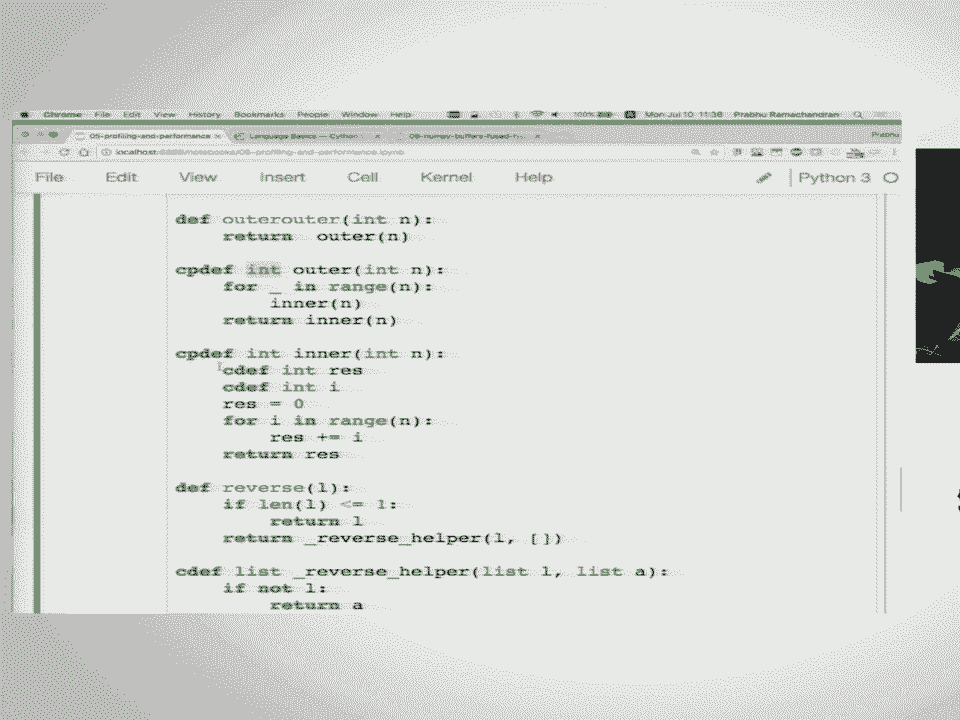 Chrome File Edit View History Bookmarks People Window Help 100% Mon Jul 10 11:38 Prabhu Ramachandran
05-profiling-and-performance Language Basics — Cython 06-numpy-buffers-fused-t… Prabhu
localhost:8888/notebooks/05-profiling-and-performance.ipynb
File Edit View Insert Cell Kernel Help Python 3
def outerouter(int n):
return outer(n)
cpdef int outer(int n):
for _ in range(n):
inner(n)
return inner(n)
cpdef int inner(int n):
cdef int res
cdef int i
res = 0
for i in range(n):
res += i
return res
def reverse(l):
if len(l) <= 1:
return l
return _reverse_helper(l, [])
cdef list _reverse_helper(list l, list a):
if not l:
return a